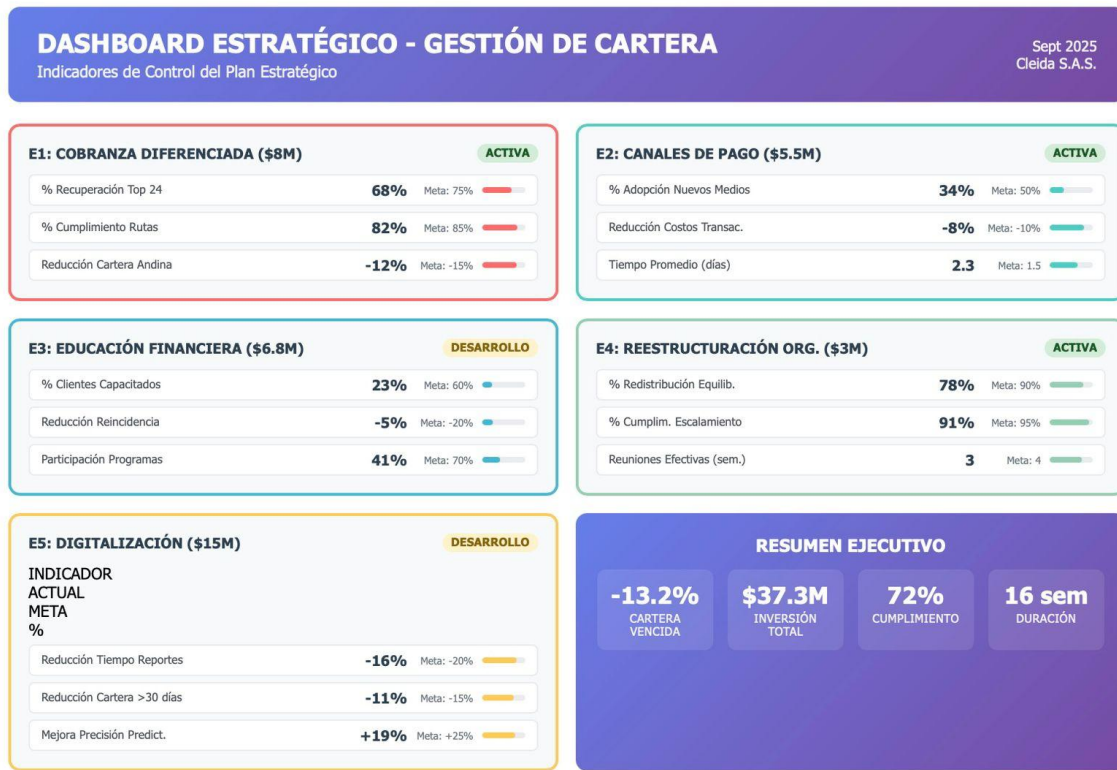 DASHBOARD ESTRATÉGICO - GESTIÓN DE CARTERA
Indicadores de Control del Plan Estratégico
Sept 2025
Cleida S.A.S.
E1: COBRANZA DIFERENCIADA ($8M) ACTIVA
% Recuperación Top 24 68% Meta: 75%
% Cumplimiento Rutas 82% Meta: 85%
Reducción Cartera Andina -12% Meta: -15%
E2: CANALES DE PAGO ($5.5M) ACTIVA
% Adopción Nuevos Medios 34% Meta: 50%
Reducción Costos Transac. -8% Meta: -10%
Tiempo Promedio (días) 2.3 Meta: 1.5
E3: EDUCACIÓN FINANCIERA ($6.8M) DESARROLLO
% Clientes Capacitados 23% Meta: 60%
Reducción Reincidencia -5% Meta: -20%
Participación Programas 41% Meta: 70%
E4: REESTRUCTURACIÓN ORG. ($3M) ACTIVA
% Redistribución Equilib. 78% Meta: 90%
% Cumplim. Escalamiento 91% Meta: 95%
Reuniones Efectivas (sem.) 3 Meta: 4
E5: DIGITALIZACIÓN ($15M) DESARROLLO
INDICADOR
ACTUAL
META
%
Reducción Tiempo Reportes -16% Meta: -20%
Reducción Cartera >30 días -11% Meta: -15%
Mejora Precisión Predict. +19% Meta: +25%
RESUMEN EJECUTIVO
-13.2% $37.3M 72% 16 sem
CARTERA VENCIDA INVERSIÓN TOTAL CUMPLIMIENTO DURACIÓN